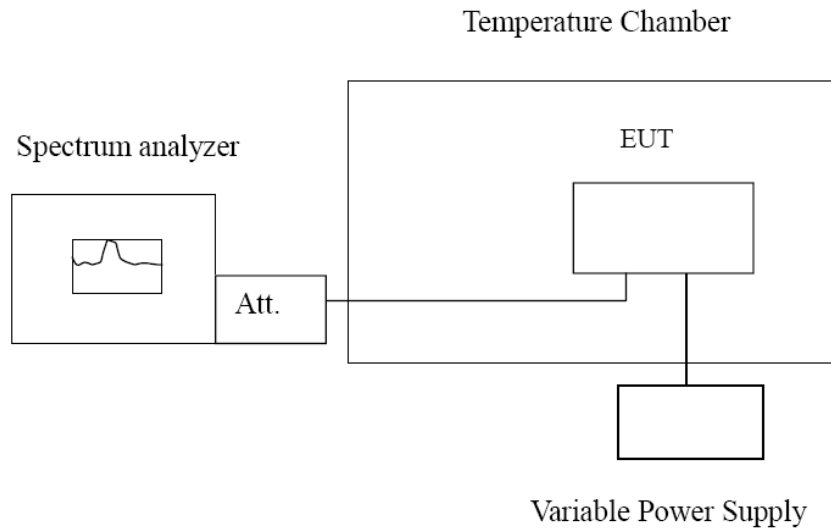 Temperature Chamber
Spectrum analyzer
EUT
Att.
Variable Power Supply